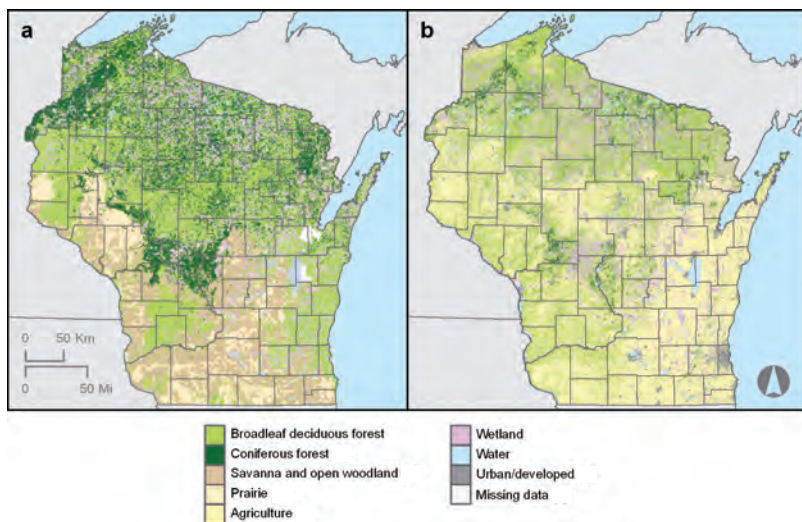 a
b
0 50 Km
0 50 Mi
Broadleaf deciduous forest
Coniferous forest
Savanna and open woodland
Prairie
Agriculture
Wetland
Water
Urban/developed
Missing data